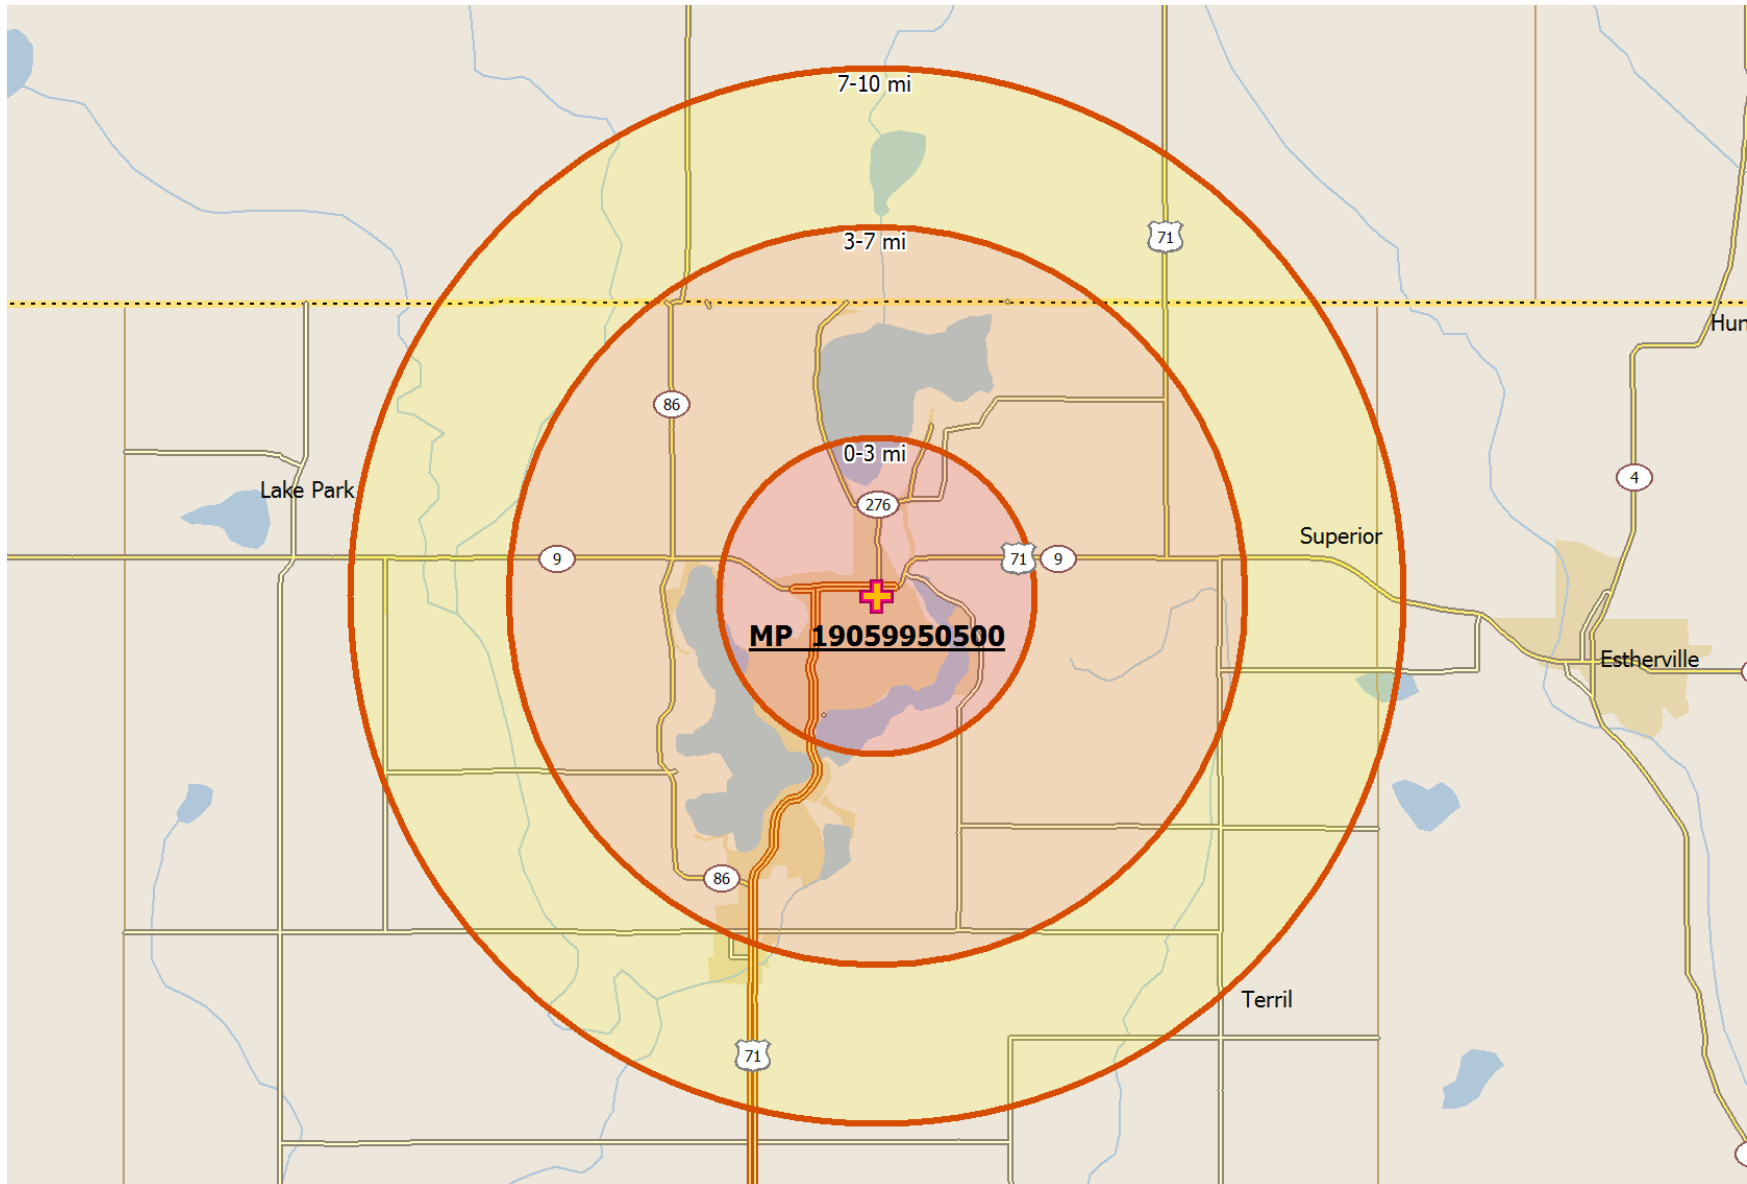 7-10 mi
3-7 mi
71
Hun
86
0-3 mi
4
Lake Park
276
Superior
9
71
9
MP 19059950500
Estherville
86
Terril
71